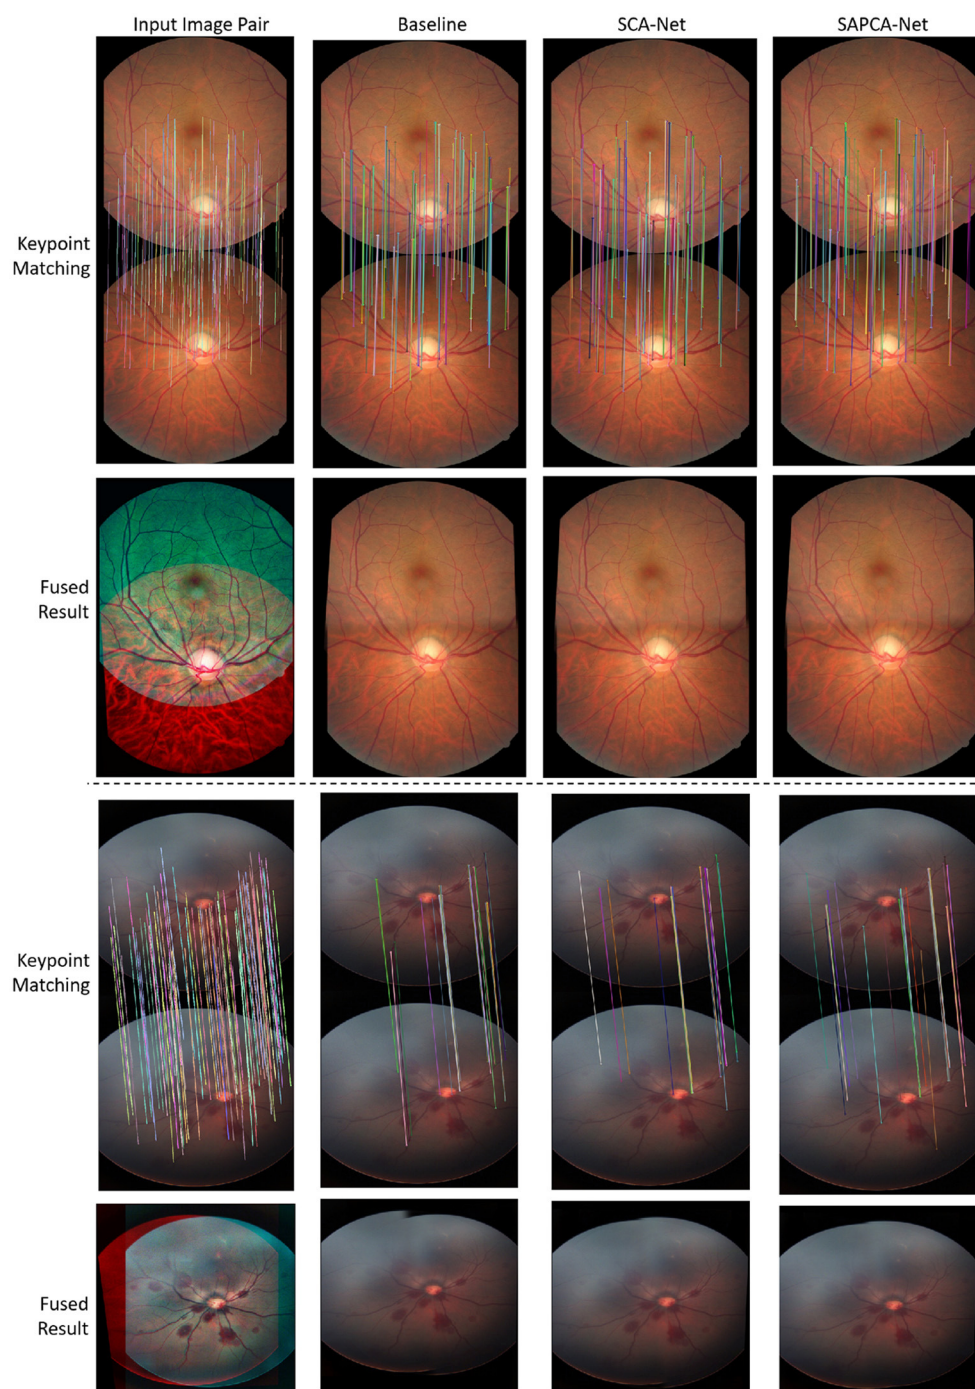 Input Image Pair
Baseline
SCA-Net
SAPCA-Net
Keypoint
Matching
Fused
Result
Keypoint
Matching
Fused
Result